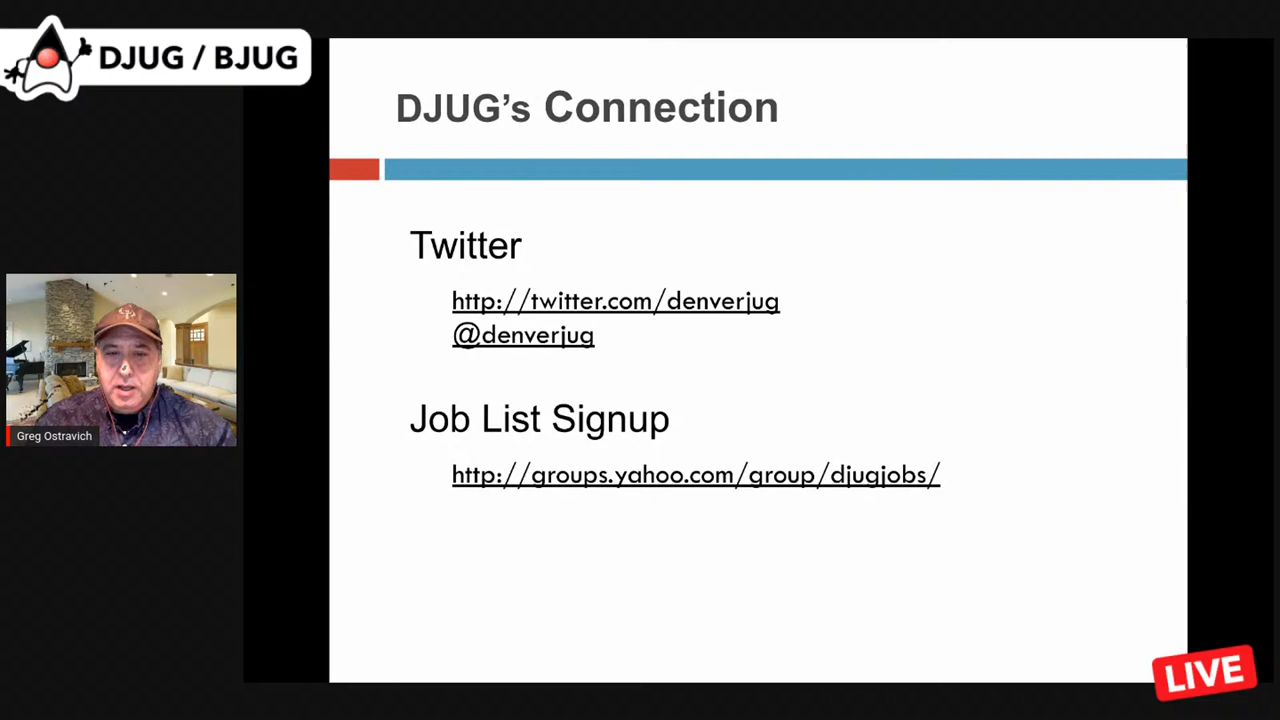 DJUG / BJUG
DJUG’s Connection
Twitter
http://twitter.com/denverjug
@denverjug
Job List Signup
http://groups.yahoo.com/group/djugjobs/
Greg Ostravich
LIVE